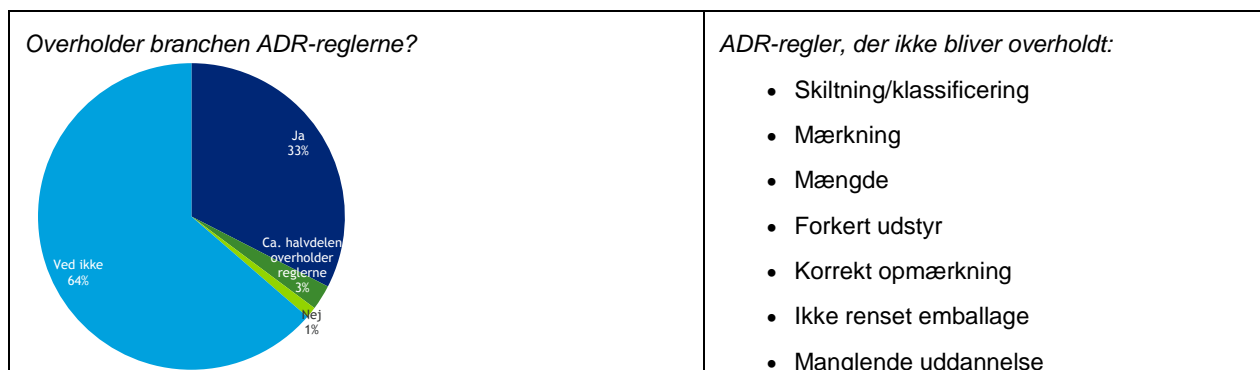 Overholder branchen ADR-reglerne?
Ja
33%
Ca. halvdelen
overholder
reglerne
3%
Nej
1%
Ved ikke
64%
ADR-regler, der ikke bliver overholdt:
• Skiltning/klassificering
• Mærkning
• Mængde
• Forkert udstyr
• Korrekt opmærkning
• Ikke renset emballage
• Manglende uddannelse